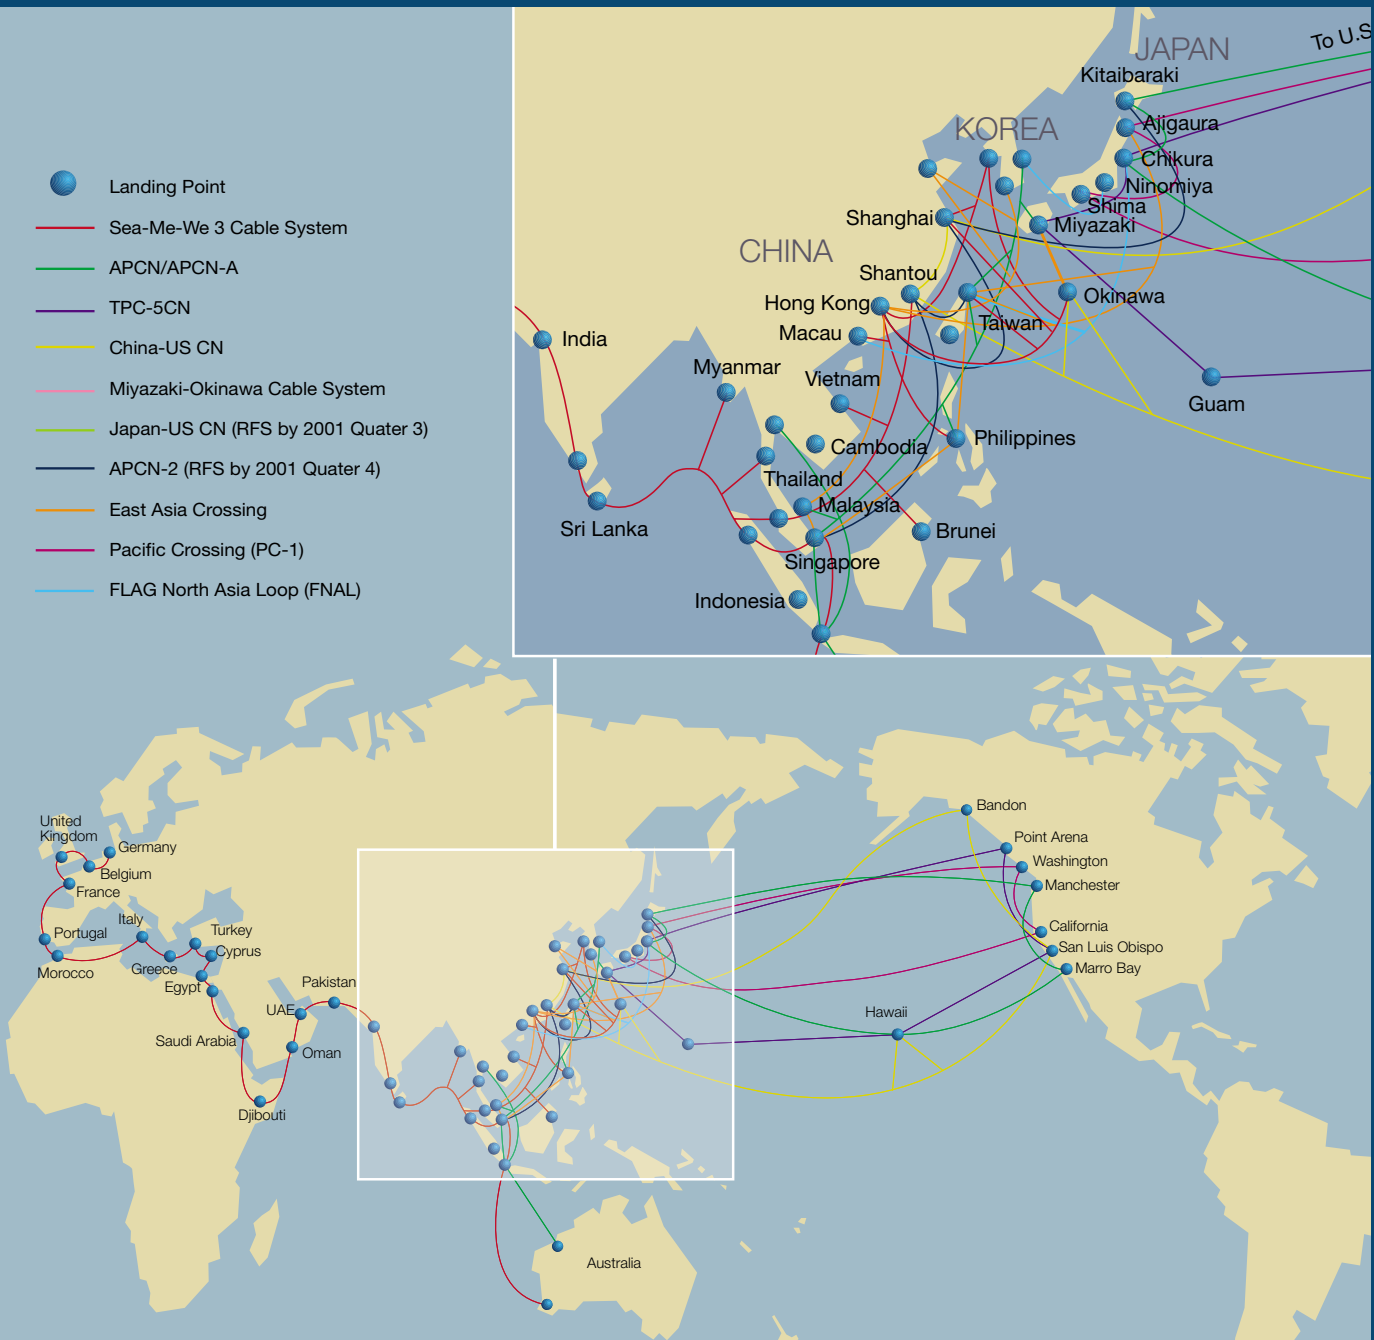 Landing Point
Sea-Me-We 3 Cable System
APCN/APCN-A
TPC-5CN
China-US CN
Miyazaki-Okinawa Cable System
Japan-US CN (RFS by 2001 Quater 3)
APCN-2 (RFS by 2001 Quater 4)
East Asia Crossing
Pacific Crossing (PC-1)
FLAG North Asia Loop (FNAL)
To U.S
JAPAN
Kitaibaraki
KOREA
Ajigaura
Chikura
Ninomiya
Shima
Shanghai
Miyazaki
CHINA
Shantou
Hong Kong
Okinawa
Taiwan
Macau
India
Myanmar
Vietnam
Guam
Cambodia
Philippines
Thailand
Malaysia
Sri Lanka
Brunei
Singapore
Indonesia
United
Kingdom
Germany
Belgium
France
Italy
Portugal
Turkey
Cyprus
Morocco
Greece
Egypt
Pakistan
UAE
Saudi Arabia
Oman
Djibouti
Bandon
Point Arena
Washington
Manchester
California
San Luis Obispo
Marro Bay
Hawaii
Australia